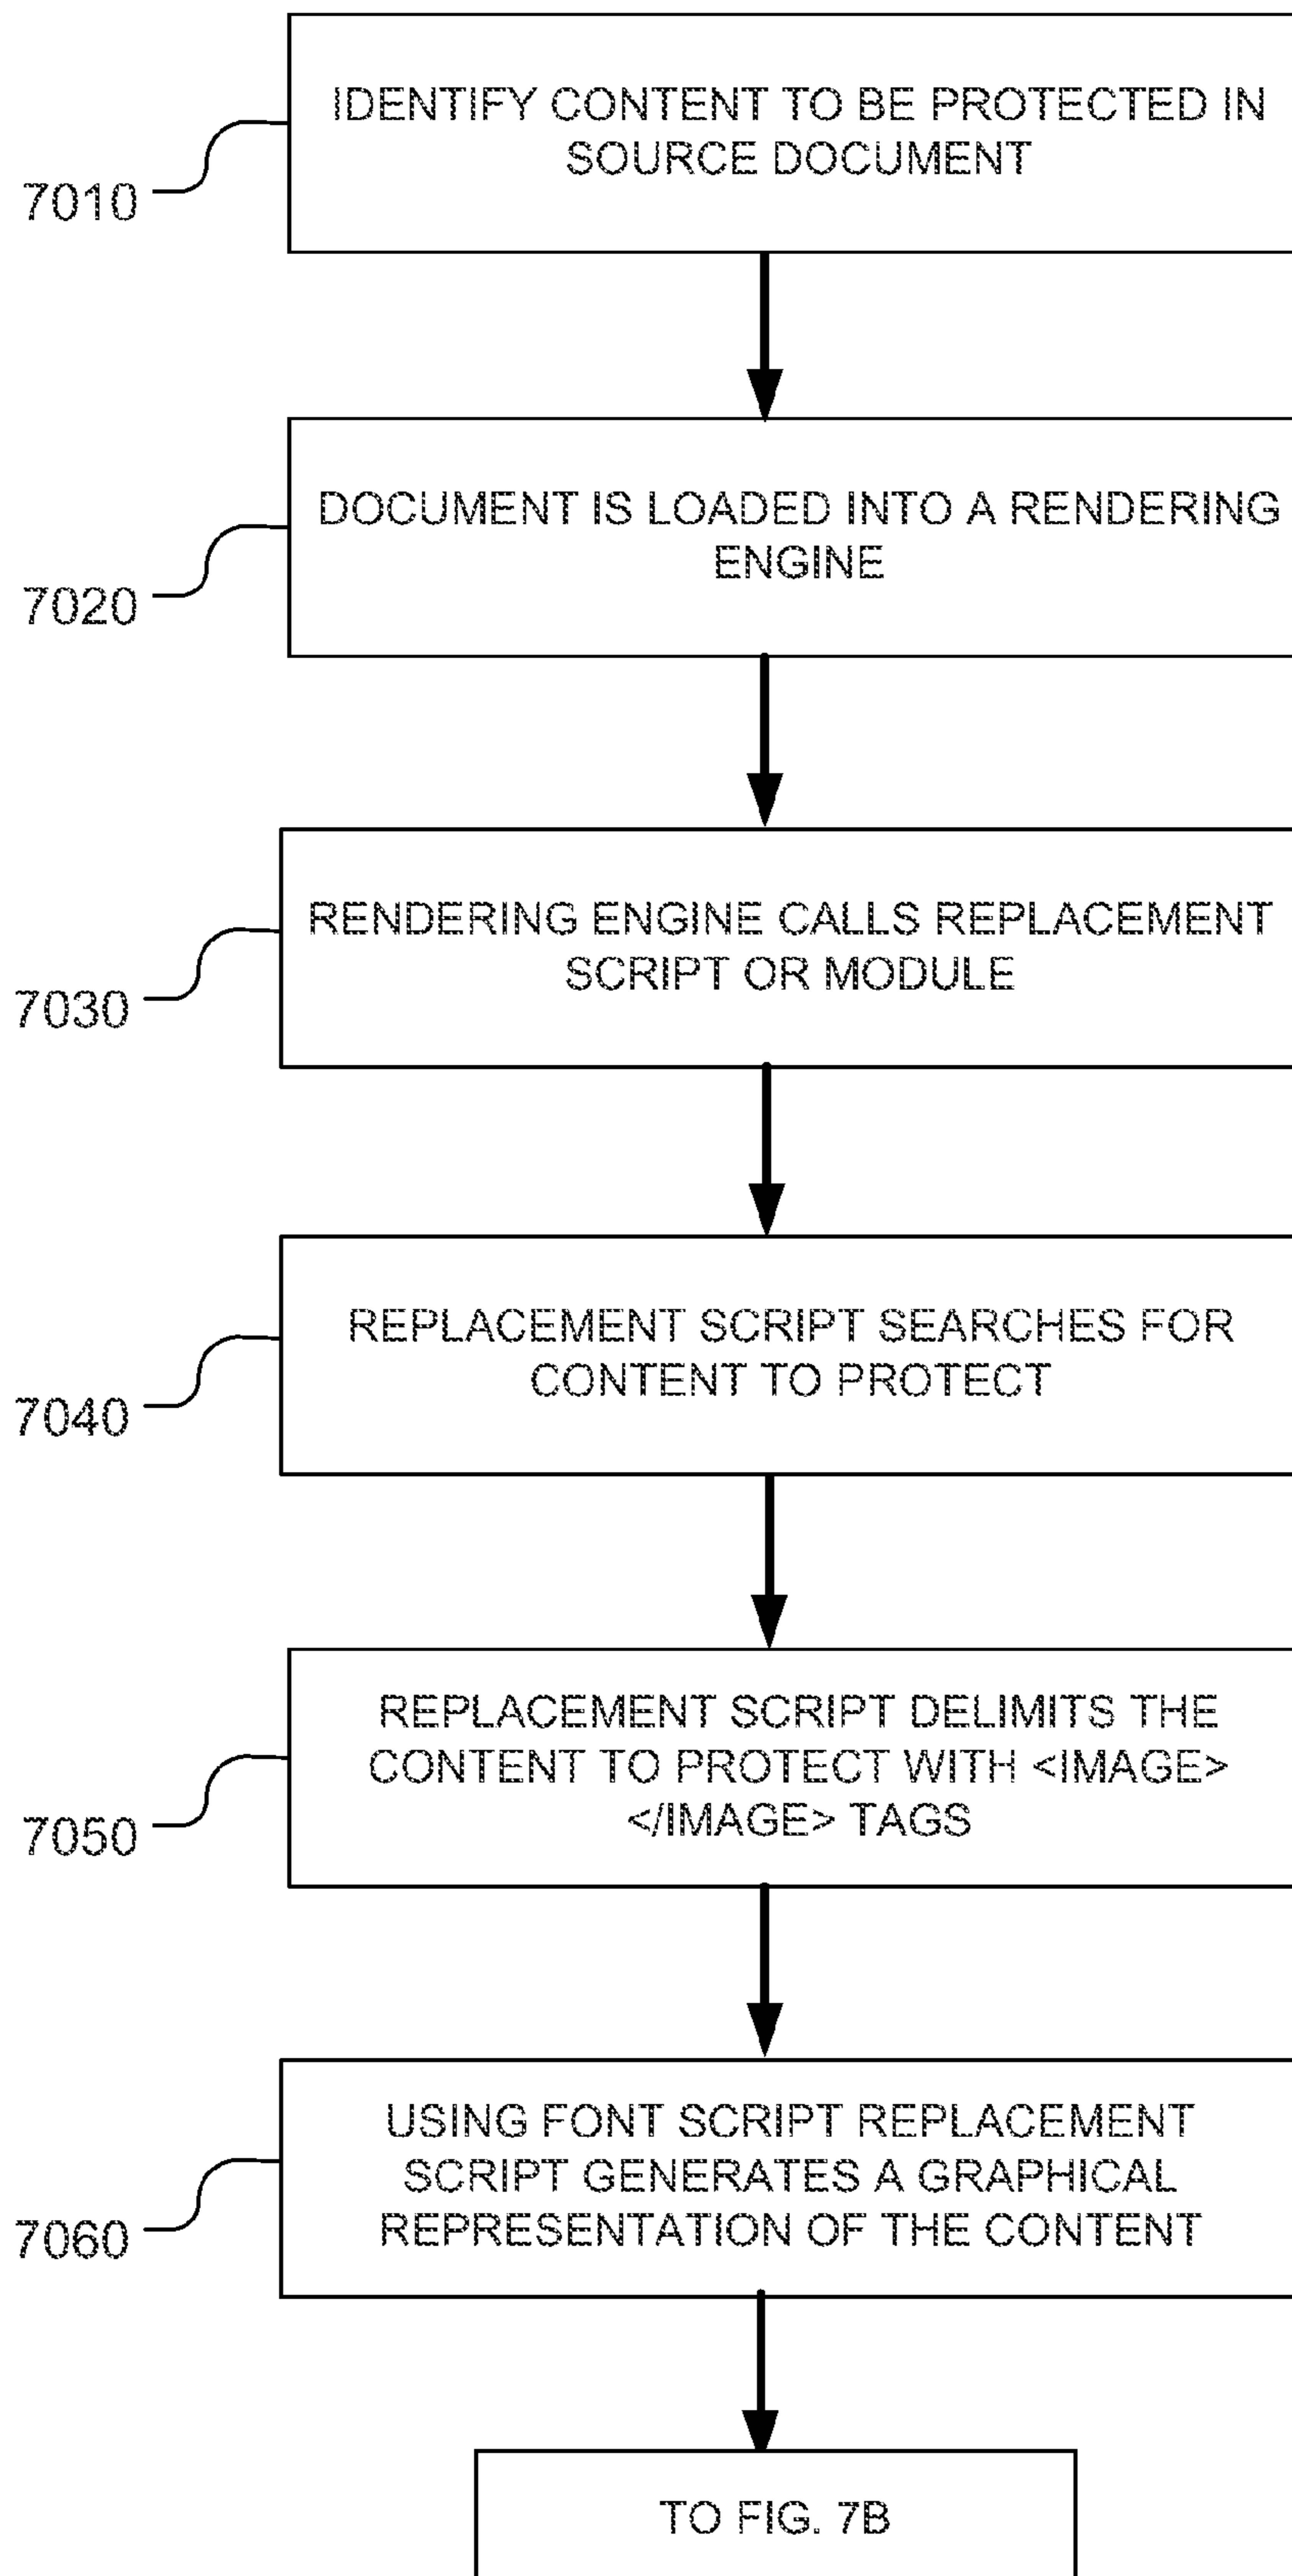 IDENTIFY CONTENT TO BE PROTECTED IN
SOURCE DOCUMENT
7010
DOCUMENT IS LOADED INTO A RENDERING
ENGINE
7020
RENDERING ENGINE CALLS REPLACEMENT
SCRIPT OR MODULE
7030
REPLACEMENT SCRIPT SEARCHES FOR
CONTENT TO PROTECT
7040
REPLACEMENT SCRIPT DELIMITS THE
CONTENT TO PROTECT WITH <IMAGE>
</IMAGE> TAGS
7050
USING FONT SCRIPT REPLACEMENT
SCRIPT GENERATES A GRAPHICAL
REPRESENTATION OF THE CONTENT
7060
TO FIG. 7B